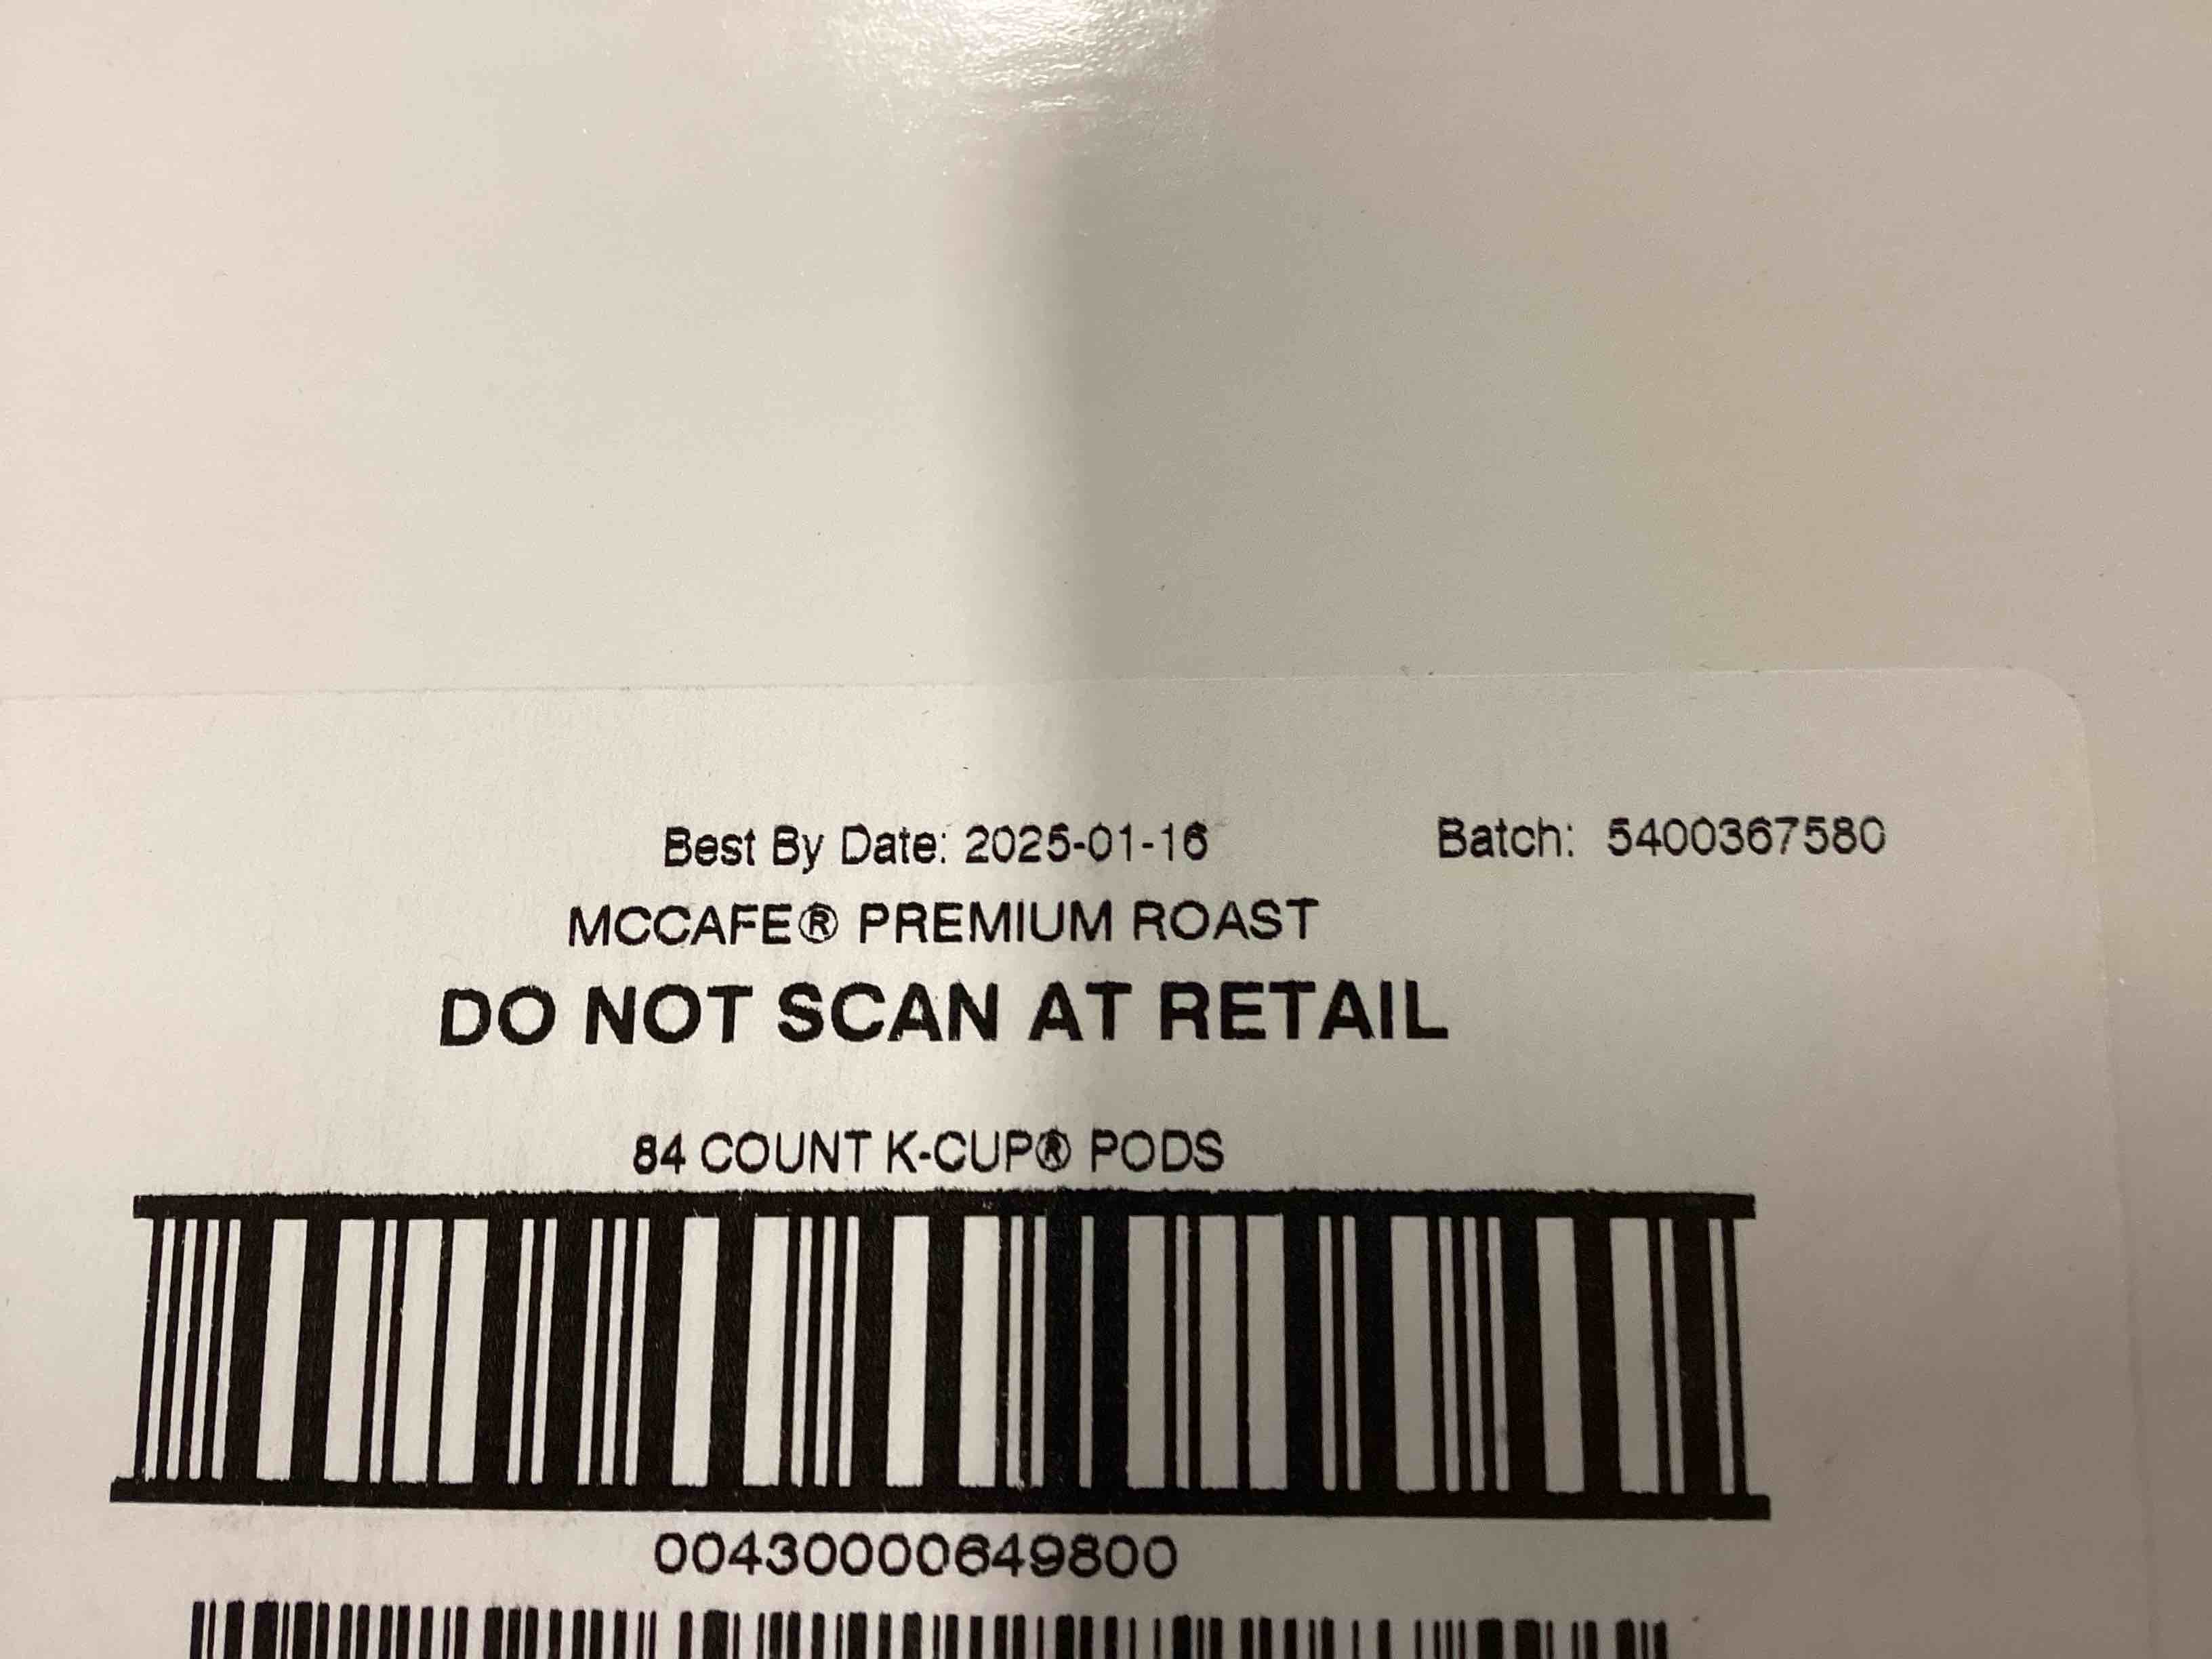 Best By Date: 2025-01-16 Batch: 5400367580
MCCAFE® PREMIUM ROAST
DO NOT SCAN AT RETAIL
84 COUNT K-CUP® PODS
00430000649800